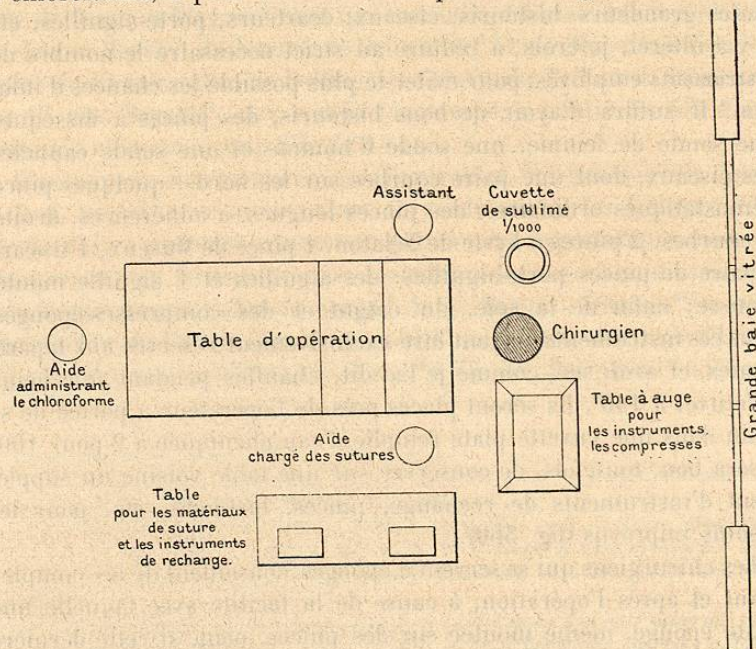 Assistant
Cuvette
de sublimé
1/1000
Table d'opération
Chirurgien
Aide
administrant
le chloroforme
Table à auge
pour
les instruments,
les compresses
Aide
chargé des sutures
Table
pour les matériaux
de suture
et les instruments
de rechange.
Grande baie vitrée